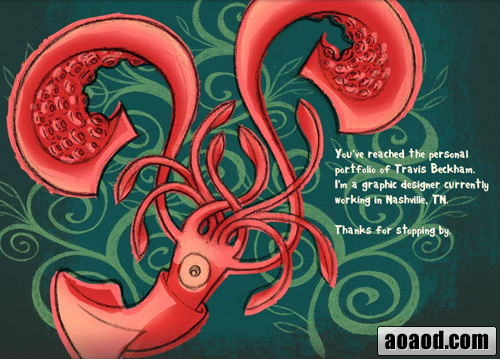 You've reached the personal
portfolio of Travis Beckham.
I'm a graphic designer currently
working in Nashville, TN.
Thanks for stopping by.
aoaod.com